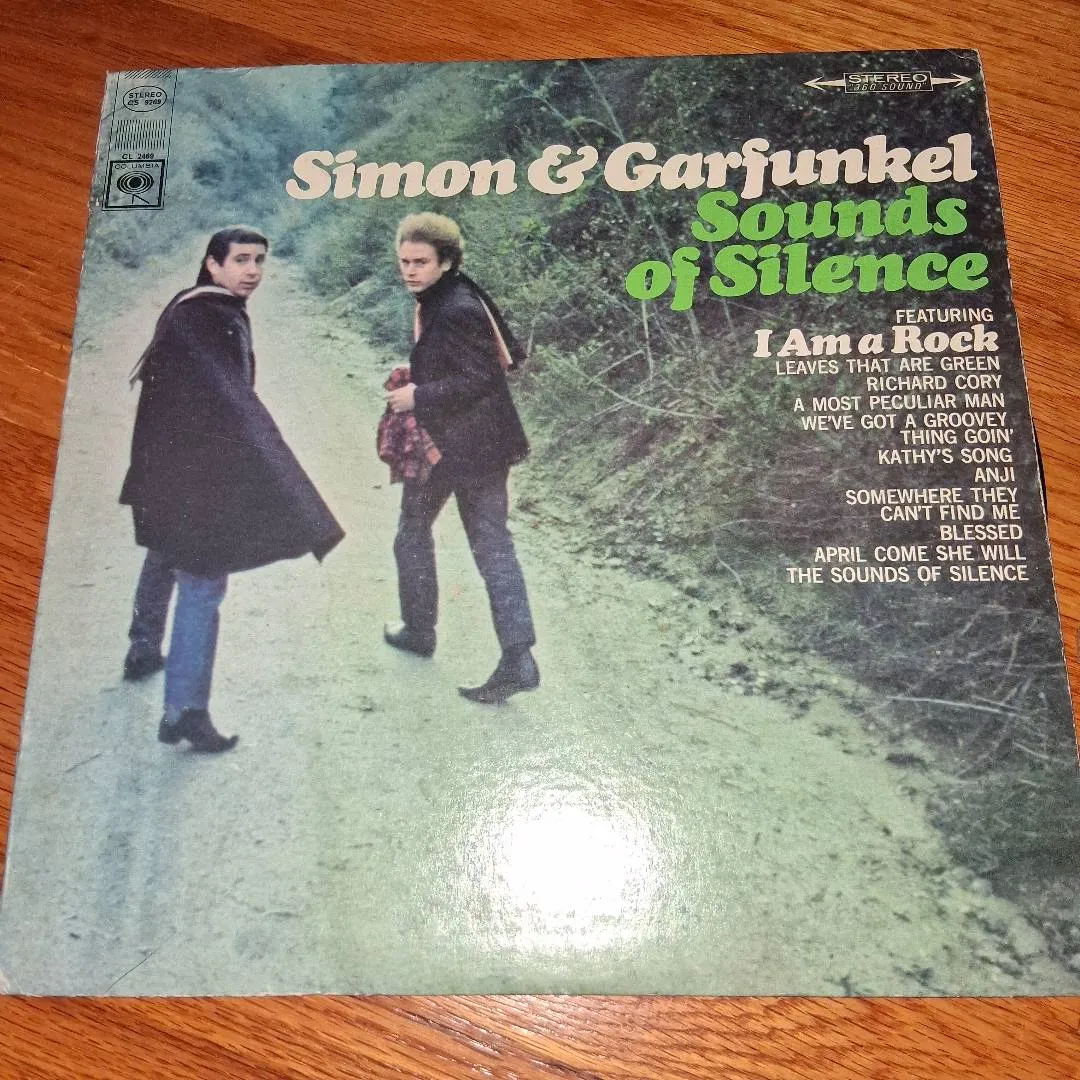 STEREO
CS 9269
CL 2469
COLUMBIA
STEREO
"360 SOUND"
Simon & Garfunkel
Sounds
of Silence
FEATURING
I Am a Rock
LEAVES THAT ARE GREEN
RICHARD CORY
A MOST PECULIAR MAN
WE'VE GOT A GROOVEY
THING GOIN'
KATHY'S SONG
ANJI
SOMEWHERE THEY
CAN'T FIND ME
BLESSED
APRIL COME SHE WILL
THE SOUNDS OF SILENCE